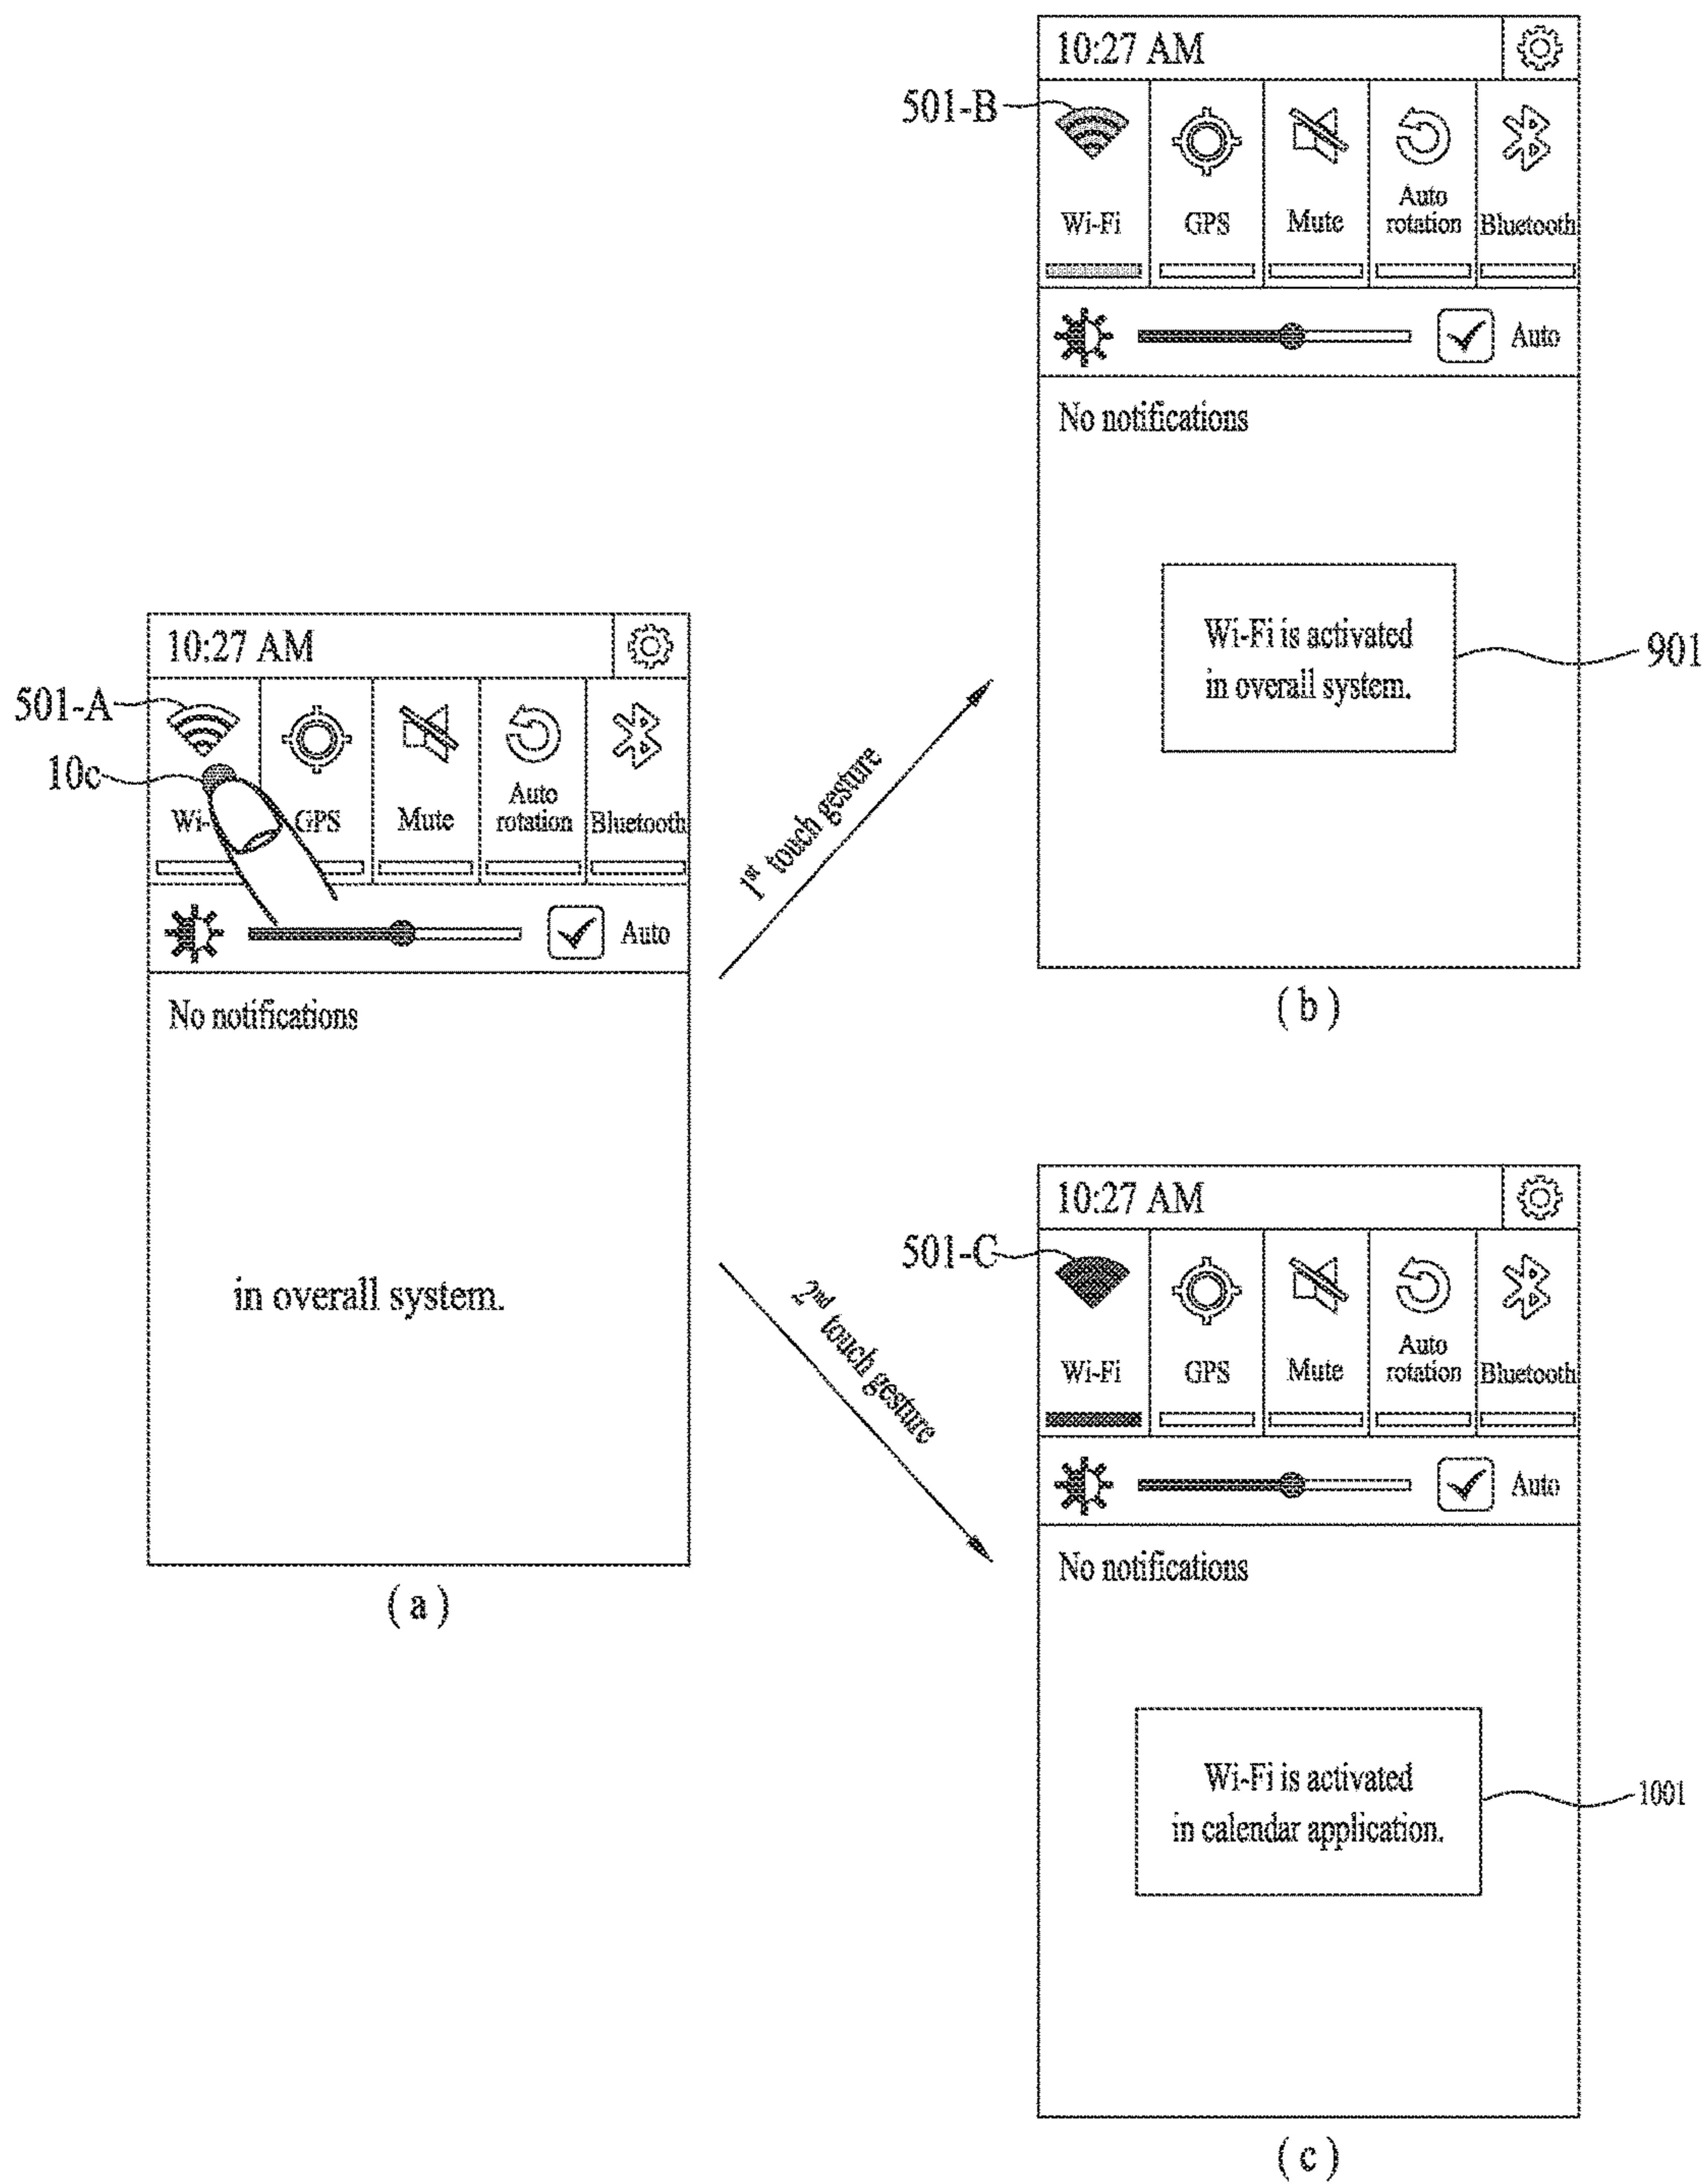 10:27 AM
501-B
Wi-Fi
GPS
Mute
Auto
rotation
Bluetooth
Auto
No notifications
Wi-Fi is activated
in overall system.
901
(b)
10:27 AM
501-A
10c
Wi-
GPS
Mute
Auto
rotation
Bluetooth
Auto
No notifications
in overall system.
(a)
1st touch gesture
2nd touch gesture
10:27 AM
501-C
Wi-Fi
GPS
Mute
Auto
rotation
Bluetooth
Auto
No notifications
Wi-Fi is activated
in calendar application.
1001
(c)